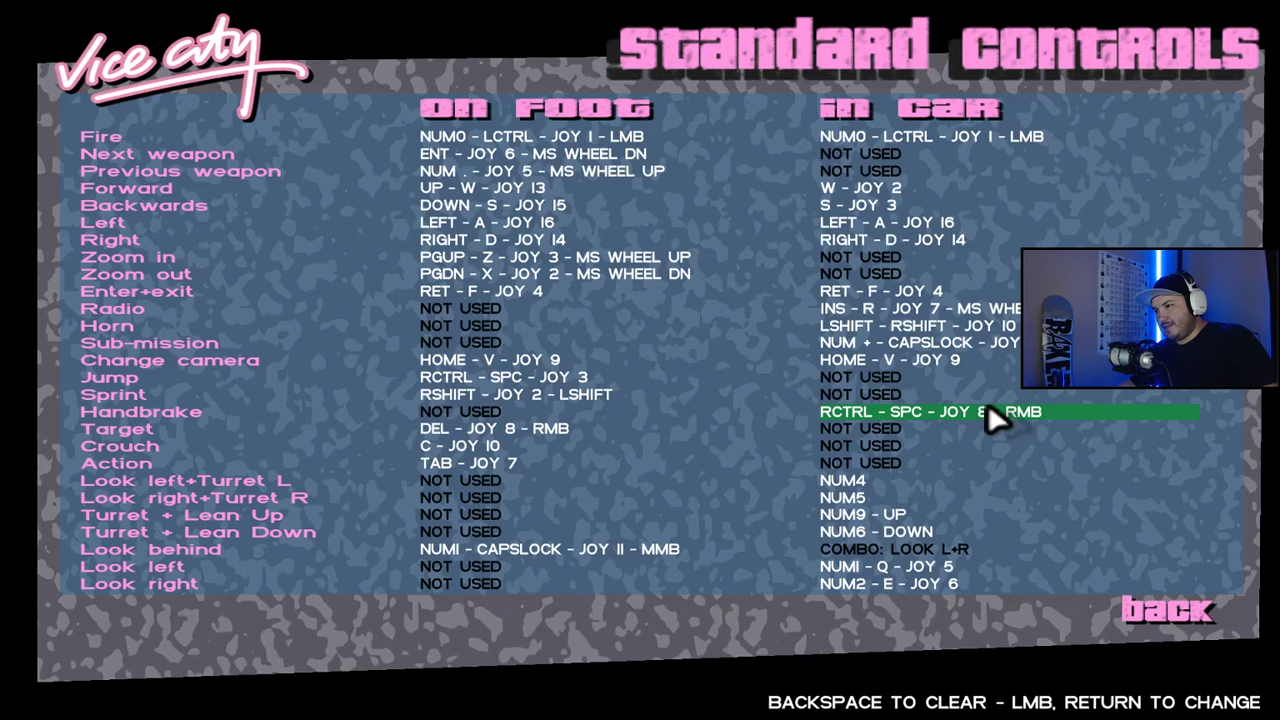 vice city
STANDARD CONTROLS
ON FOOT IN CAR
Fire NUM0 - LCTRL - JOY 1 - LMB NUM0 - LCTRL - JOY 1 - LMB
Next weapon ENT - JOY 6 - MS WHEEL DN NOT USED
Previous weapon NUM . - JOY 5 - MS WHEEL UP NOT USED
Forward UP - W - JOY 13 W - JOY 2
Backwards DOWN - S - JOY 15 S - JOY 3
Left LEFT - A - JOY 16 LEFT - A - JOY 16
Right RIGHT - D - JOY 14 RIGHT - D - JOY 14
Zoom in PGUP - Z - JOY 3 - MS WHEEL UP NOT USED
Zoom out PGDN - X - JOY 2 - MS WHEEL DN NOT USED
Enter+exit RET - F - JOY 4 RET - F - JOY 4
Radio NOT USED INS - R - JOY 7 - MS WHE
Horn NOT USED LSHIFT - RSHIFT - JOY 10
Sub-mission NOT USED NUM + - CAPSLOCK - JOY
Change camera HOME - V - JOY 9 HOME - V - JOY 9
Jump RCTRL - SPC - JOY 3 NOT USED
Sprint RSHIFT - JOY 2 - LSHIFT NOT USED
Handbrake NOT USED RCTRL - SPC - JOY 8 - RMB
Target DEL - JOY 8 - RMB NOT USED
Crouch C - JOY 10 NOT USED
Action TAB - JOY 7 NOT USED
Look left+Turret L NOT USED NUM4
Look right+Turret R NOT USED NUM5
Turret + Lean Up NOT USED NUM9 - UP
Turret + Lean Down NOT USED NUM6 - DOWN
Look behind NUM1 - CAPSLOCK - JOY 11 - MMB COMBO: LOOK L+R
Look left NOT USED NUM1 - Q - JOY 5
Look right NOT USED NUM2 - E - JOY 6
back
BACKSPACE TO CLEAR - LMB, RETURN TO CHANGE